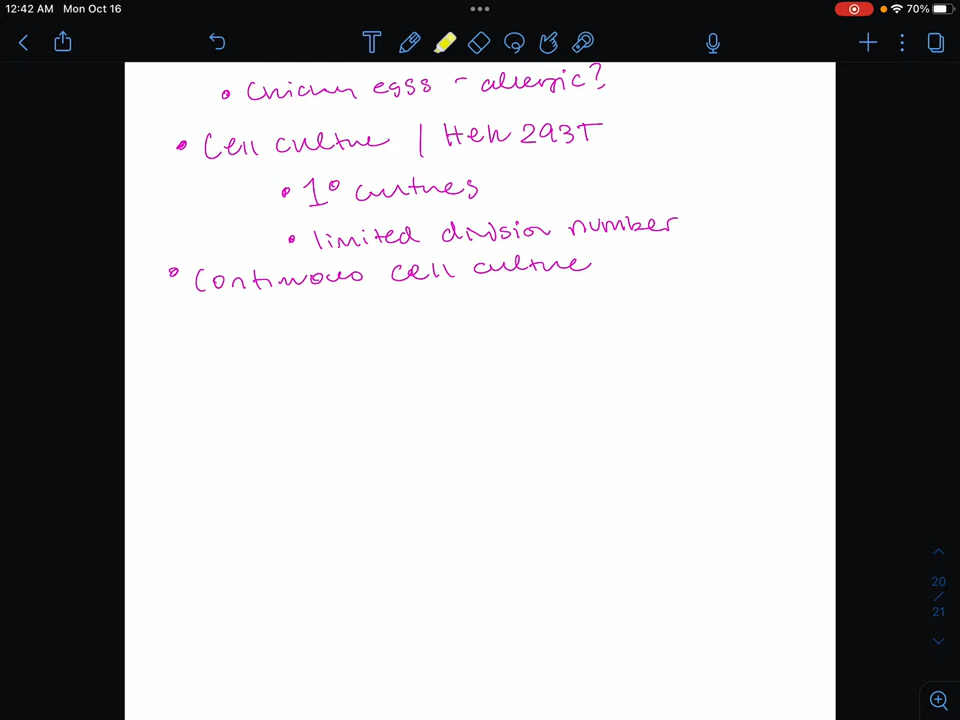 12:42 AM Mon Oct 16
70%
• Chicken eggs - allergic?
• Cell culture | Hek 293T
• 1° cultures
• limited division number
• Continuous cell culture
T
20
/
21